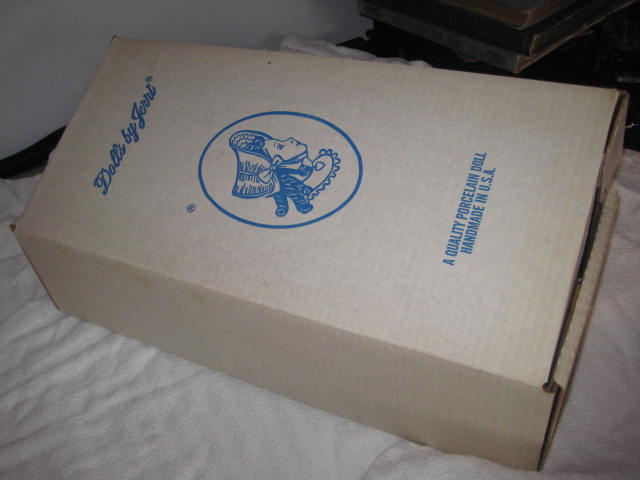 Dolls by Jerri®
®
A QUALITY PORCELAIN DOLL
HANDMADE IN U.S.A.